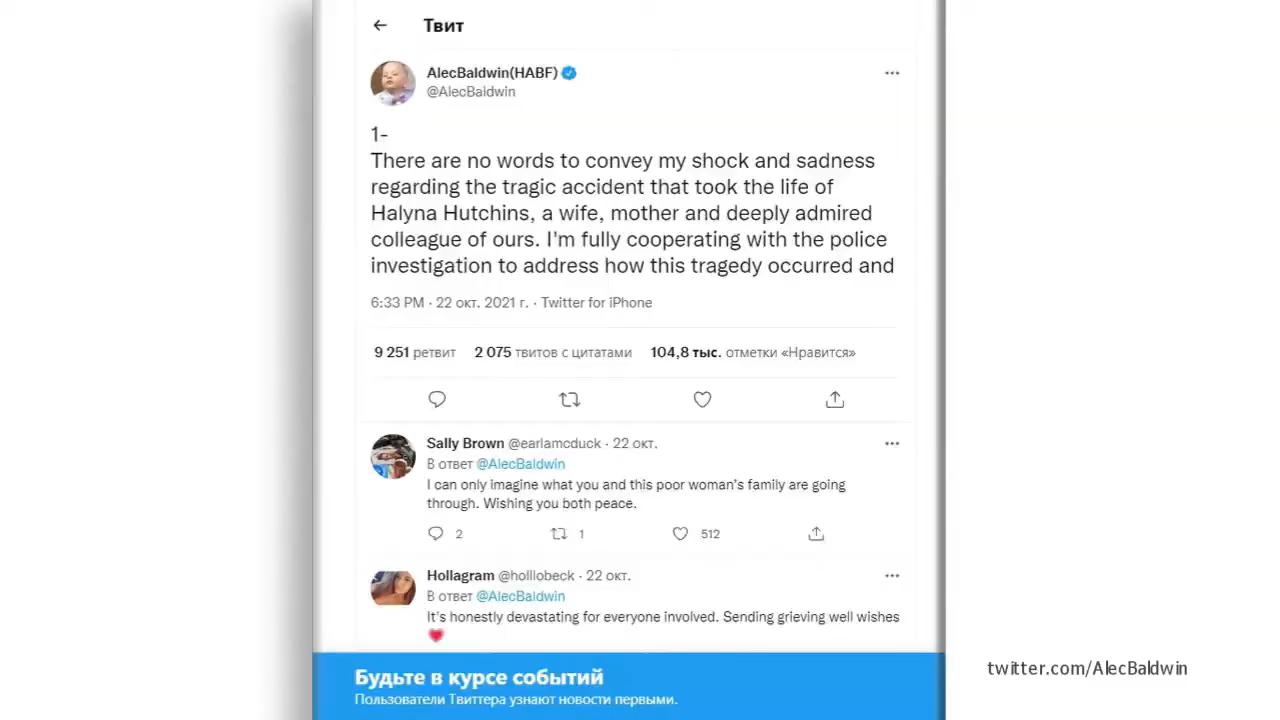 Твит
AlecBaldwin(HABF)
@AlecBaldwin
1-
There are no words to convey my shock and sadness
regarding the tragic accident that took the life of
Halyna Hutchins, a wife, mother and deeply admired
colleague of ours. I'm fully cooperating with the police
investigation to address how this tragedy occurred and
6:33 PM · 22 окт. 2021 г. · Twitter for iPhone
9 251 ретвит 2 075 твитов с цитатами 104,8 тыс. отметки «Нравится»
Sally Brown @earlamcduck · 22 окт.
В ответ @AlecBaldwin
I can only imagine what you and this poor woman's family are going
through. Wishing you both peace.
2 1 512
Hollagram @holliobeck · 22 окт.
В ответ @AlecBaldwin
It's honestly devastating for everyone involved. Sending grieving well wishes
Будьте в курсе событий
Пользователи Твиттера узнают новости первыми.
twitter.com/AlecBaldwin